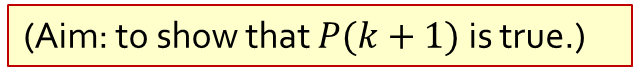 (Aim: to show that 𝑃(𝑘 + 1) is true.)